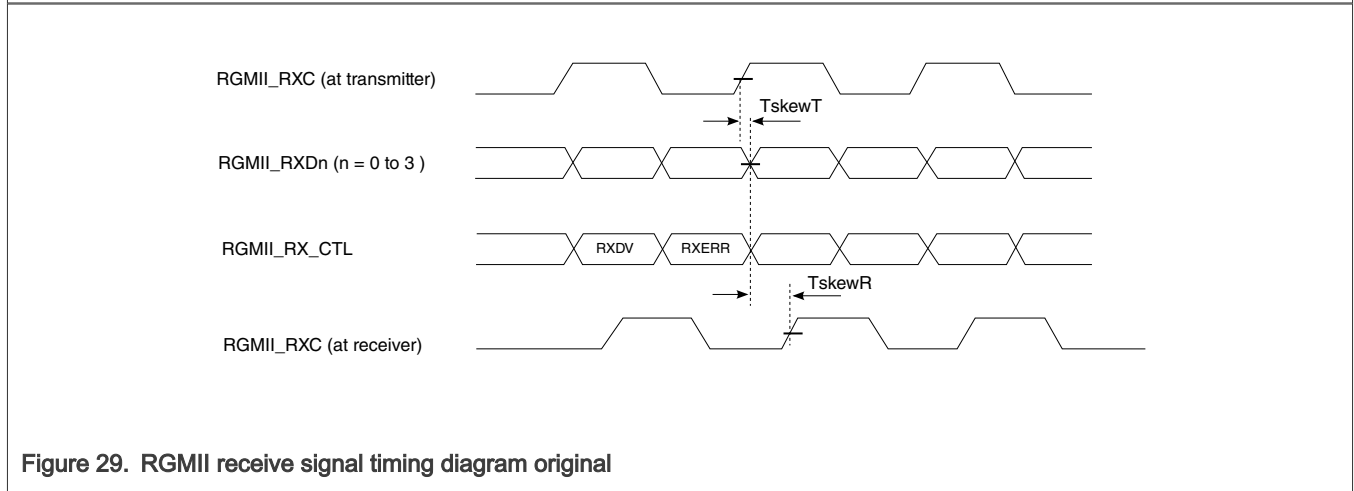 RGMII_RXC (at transmitter)
TskewT
RGMII_RXDn (n = 0 to 3 )
RGMII_RX_CTL
RXDV
RXERR
TskewR
RGMII_RXC (at receiver)
Figure 29. RGMII receive signal timing diagram original